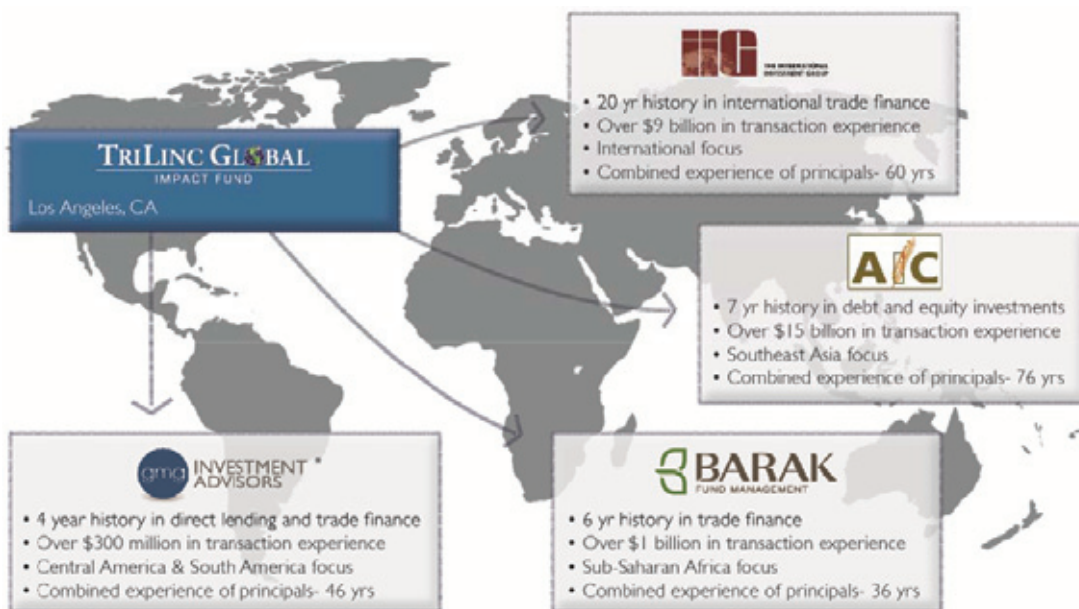 TRILINC GLOBAL
IMPACT FUND
Los Angeles, CA
IIG
THE INTERNATIONAL
INVESTMENT GROUP
• 20 yr history in international trade finance
• Over $9 billion in transaction experience
• International focus
• Combined experience of principals- 60 yrs
AIC
• 7 yr history in debt and equity investments
• Over $15 billion in transaction experience
• Southeast Asia focus
• Combined experience of principals- 76 yrs
gmg INVESTMENT *
ADVISORS
• 4 year history in direct lending and trade finance
• Over $300 million in transaction experience
• Central America & South America focus
• Combined experience of principals- 46 yrs
BARAK
FUND MANAGEMENT
• 6 yr history in trade finance
• Over $1 billion in transaction experience
• Sub-Saharan Africa focus
• Combined experience of principals- 36 yrs